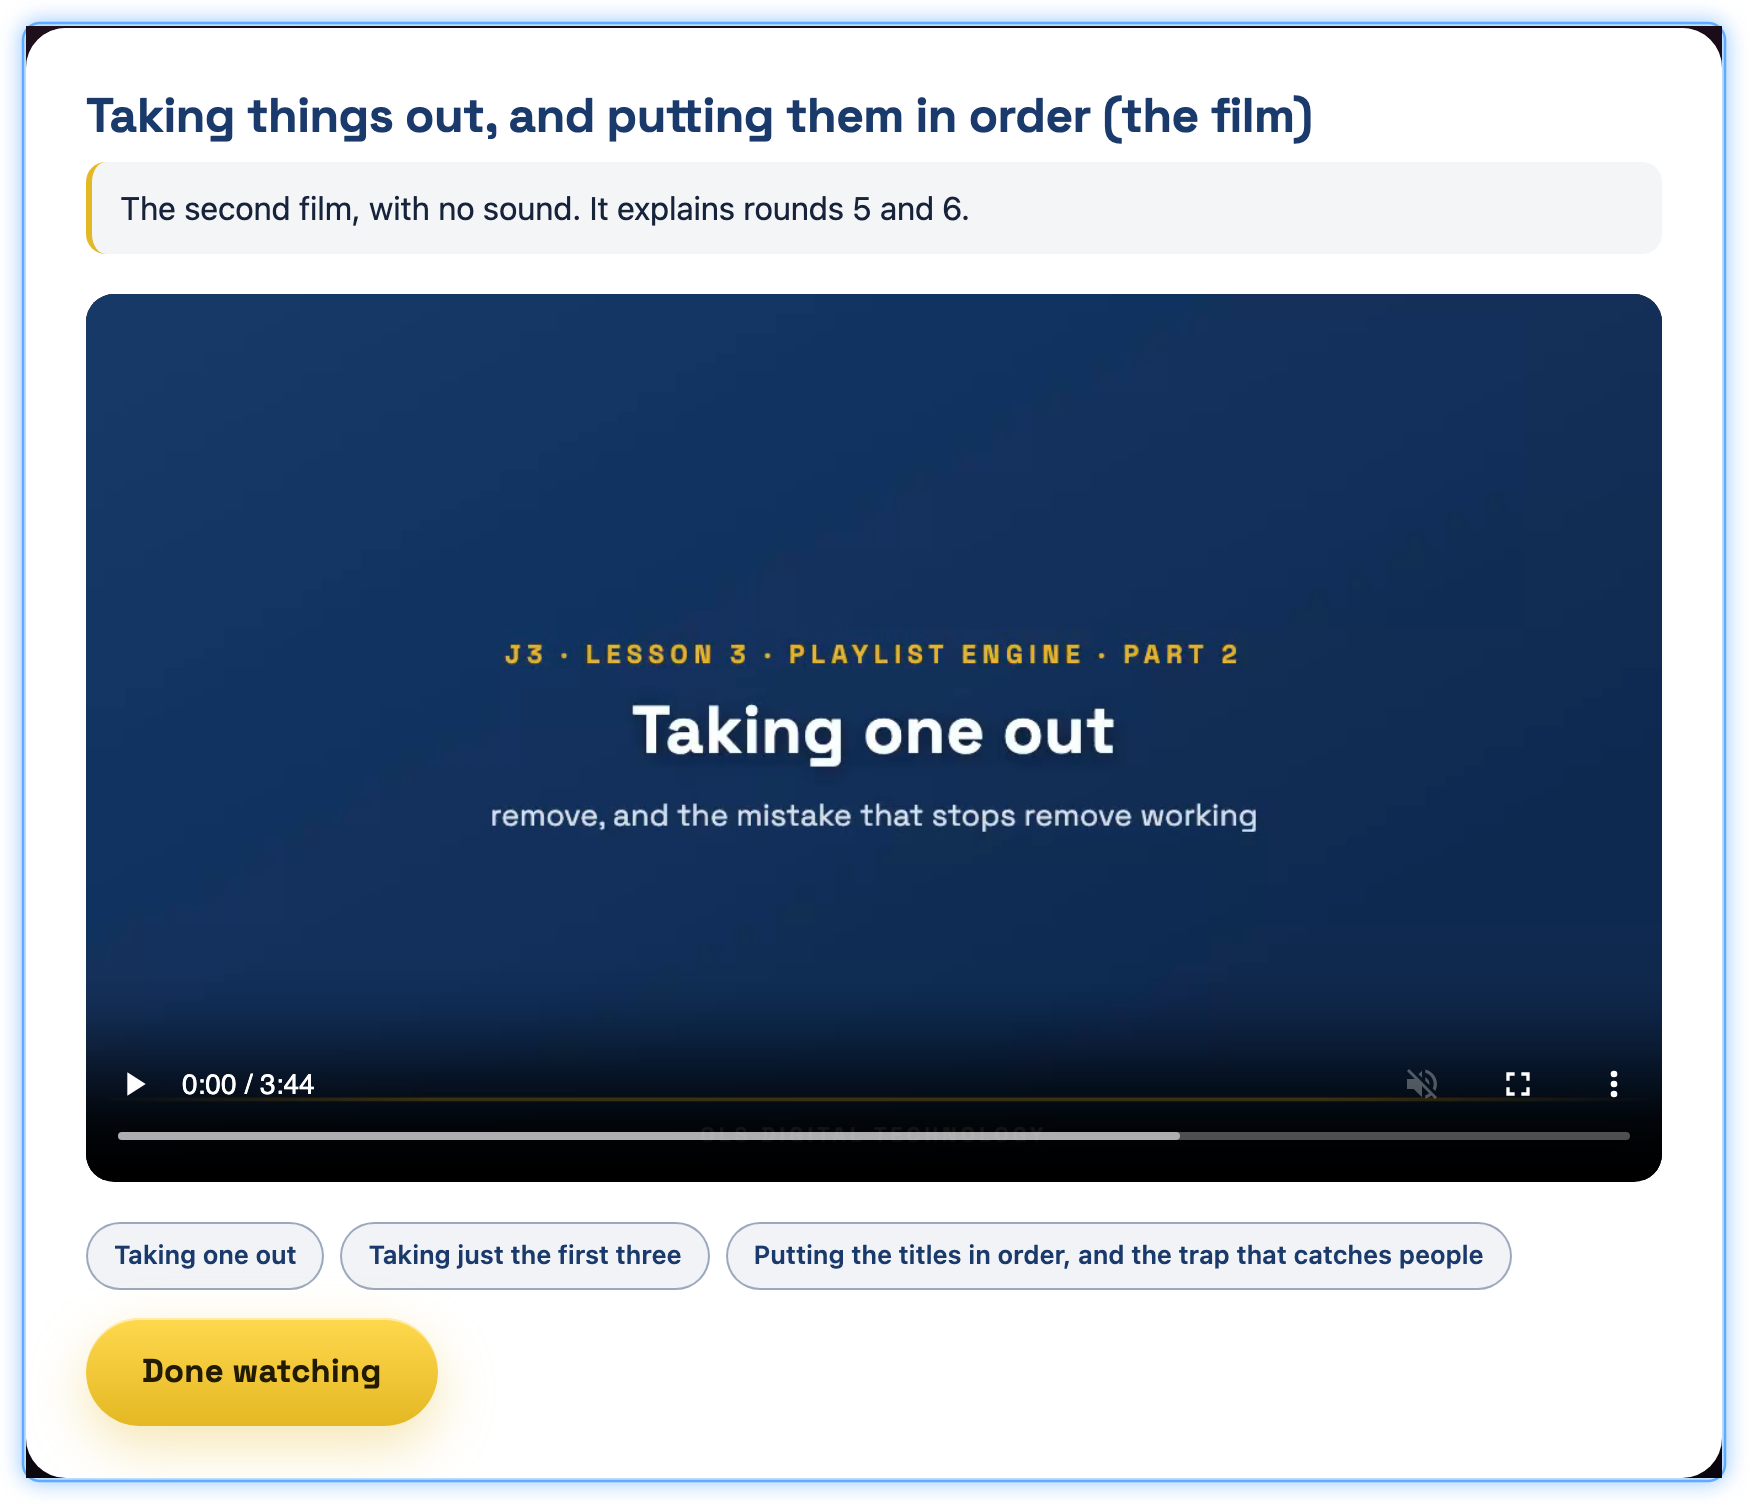 Taking things out, and putting them in order (the film)
The second film, with no sound. It explains rounds 5 and 6.
J3 · LESSON 3 · PLAYLIST ENGINE · PART 2
Taking one out
remove, and the mistake that stops remove working
0:00 / 3:44
OLS DIGITAL TECHNOLOGY
Taking one out
Taking just the first three
Putting the titles in order, and the trap that catches people
Done watching